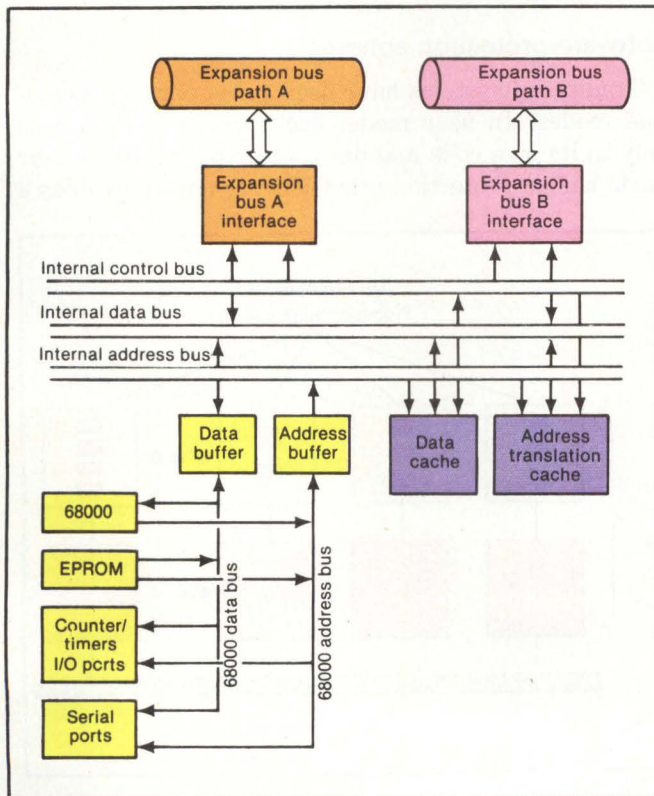 Expansion bus
path A
Expansion bus
path B
Expansion
bus A
interface
Expansion
bus B
interface
Internal control bus
Internal data bus
Internal address bus
Data
buffer
Address
buffer
Data
cache
Address
translation
cache
68000
EPROM
Counter/
timers
I/O ports
Serial
ports
68000 data bus
68000 address bus